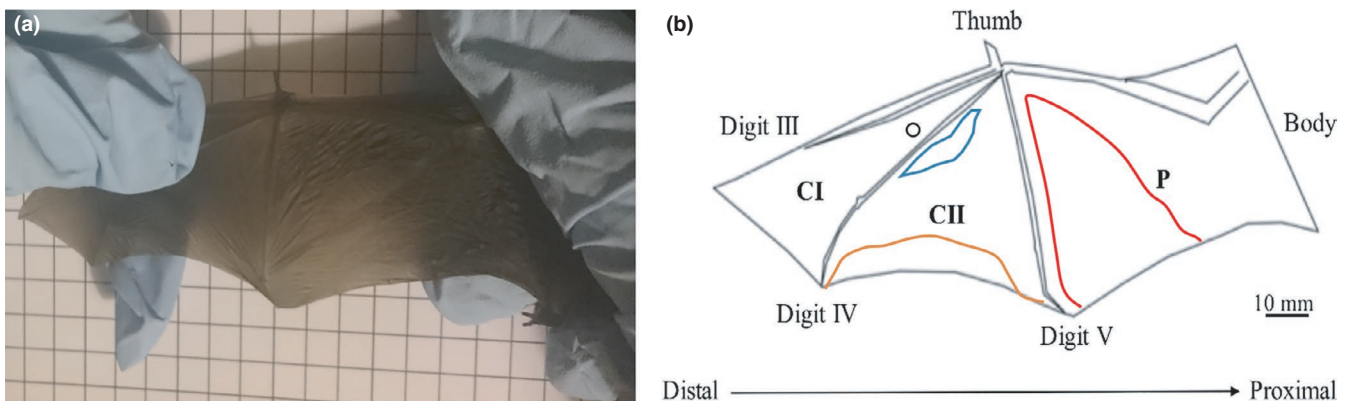 (a)
(b)
Thumb
Digit III
Body
CI
CII
P
Digit IV
Digit V
10 mm
Distal
Proximal